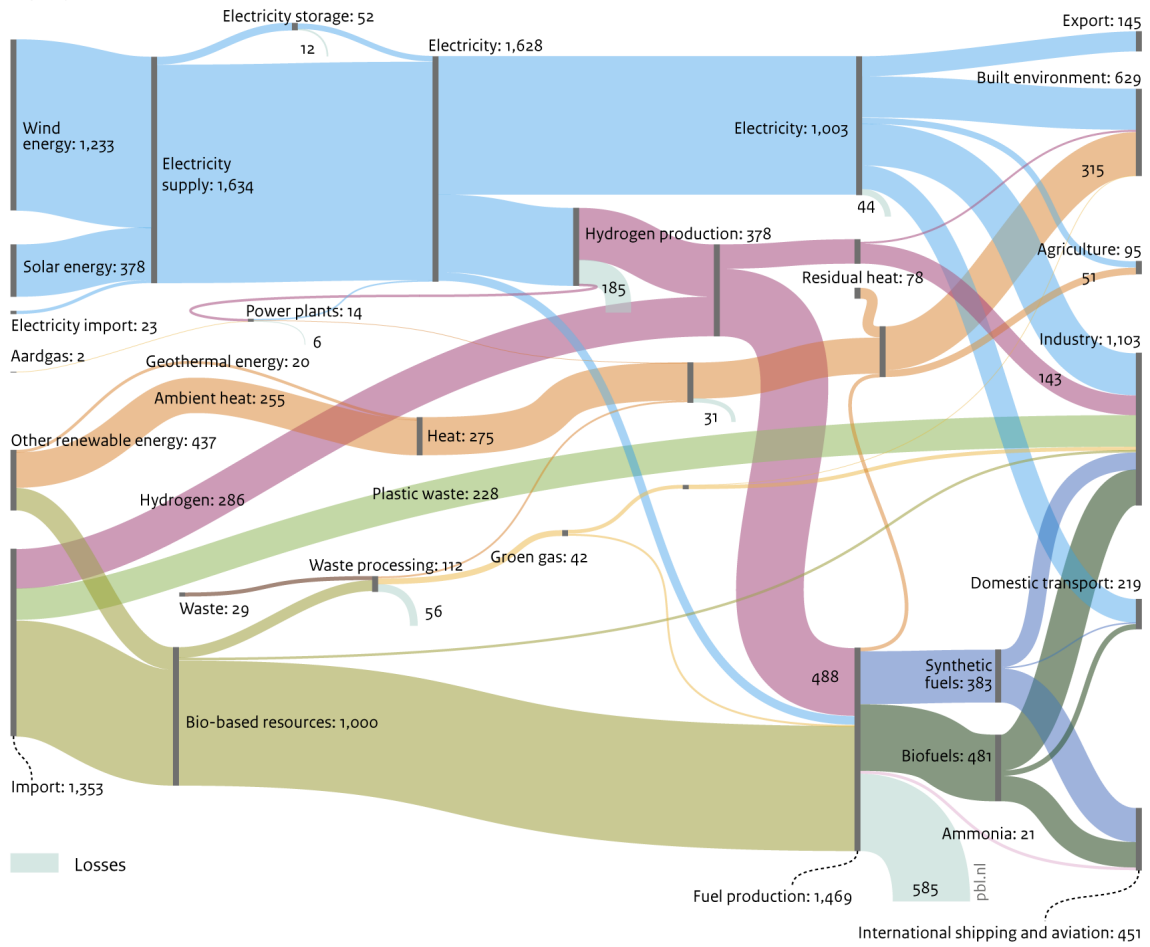 Electricity storage: 52
Export: 145
12
Electricity: 1,628
Built environment: 629
Wind
energy: 1,233
Electricity: 1,003
Electricity
supply: 1,634
315
44
Hydrogen production: 378
Agriculture: 95
Solar energy: 378
Residual heat: 78
51
185
Electricity import: 23
Power plants: 14
6
Industry: 1,103
Aardgas: 2
Geothermal energy: 20
143
Ambient heat: 255
31
Other renewable energy: 437
Heat: 275
Hydrogen: 286
Plastic waste: 228
Groen gas: 42
Waste processing: 112
Waste: 29
56
Domestic transport: 219
488
Synthetic
fuels: 383
Bio-based resources: 1,000
Biofuels: 481
Import: 1,353
Ammonia: 21
Losses
585
pbl.nl
Fuel production: 1,469
International shipping and aviation: 451